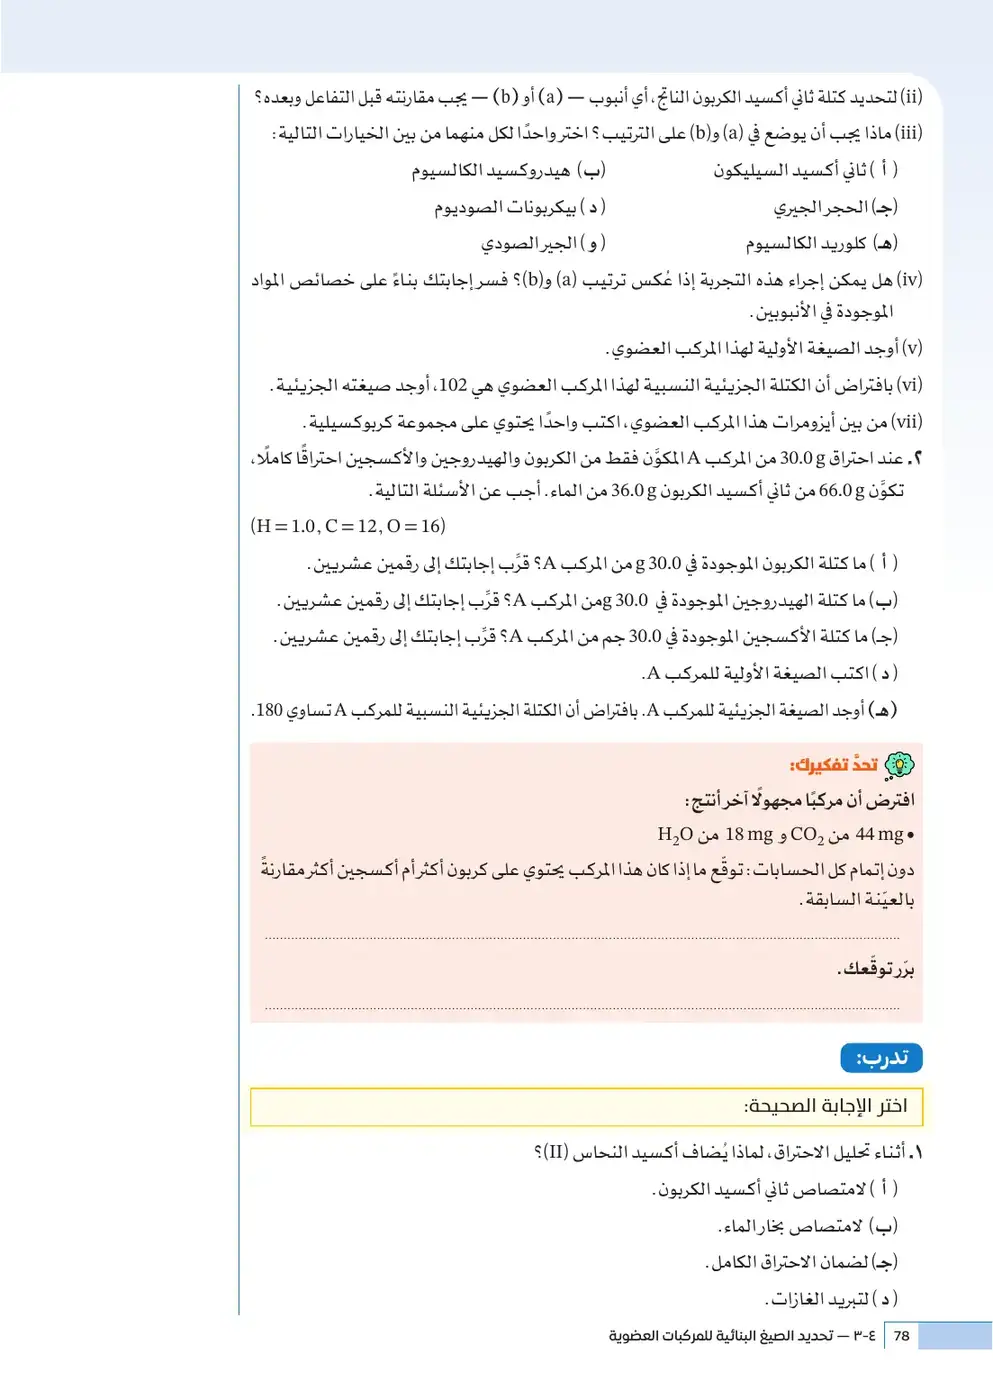 (ii) لتحديد كتلة ثاني أكسيد الكربون الناتج، أي أنبوب — (a) أو (b) — يجب مقارنته قبل التفاعل وبعده؟
(iii) ماذا يجب أن يوضع في (a) و(b) على الترتيب؟ اختر واحدًا لكل منهما من بين الخيارات التالية:
( أ ) ثاني أكسيد السيليكون (ب) هيدروكسيد الكالسيوم
(جـ) الحجر الجيري ( د ) بيكربونات الصوديوم
(هـ) كلوريد الكالسيوم ( و ) الجير الصودي
(iv) هل يمكن إجراء هذه التجربة إذا عُكس ترتيب (a) و(b)؟ فسر إجابتك بناءً على خصائص المواد
الموجودة في الأنبوبين.
(v) أوجد الصيغة الأولية لهذا المركب العضوي.
(vi) بافتراض أن الكتلة الجزيئية النسبية لهذا المركب العضوي هي 102، أوجد صيغته الجزيئية.
(vii) من بين أيزومرات هذا المركب العضوي، اكتب واحدًا يحتوي على مجموعة كربوكسيلية.
٢. عند احتراق 30.0 g من المركب A المكوَّن فقط من الكربون والهيدروجين والأكسجين احتراقًا كاملًا،
تكوَّن 66.0 g من ثاني أكسيد الكربون 36.0 g من الماء. أجب عن الأسئلة التالية.
(H = 1.0, C = 12, O = 16)
( أ ) ما كتلة الكربون الموجودة في 30.0 g من المركب A؟ قرِّب إجابتك إلى رقمين عشريين.
(ب) ما كتلة الهيدروجين الموجودة في 30.0 gمن المركب A؟ قرِّب إجابتك إلى رقمين عشريين.
(جـ) ما كتلة الأكسجين الموجودة في 30.0 جم من المركب A؟ قرِّب إجابتك إلى رقمين عشريين.
( د ) اكتب الصيغة الأولية للمركب A.
(هـ) أوجد الصيغة الجزيئية للمركب A. بافتراض أن الكتلة الجزيئية النسبية للمركب A تساوي 180.
تحدَّ تفكيرك:
افترض أن مركبًا مجهولًا آخر أنتج:
• 44 mg من CO₂ و 18 mg من H₂O
دون إتمام كل الحسابات: توقَّع ما إذا كان هذا المركب يحتوي على كربون أكثر أم أكسجين أكثر مقارنةً
بالعيّنة السابقة.
برّر توقّعك.
تدرب:
اختر الإجابة الصحيحة:
١. أثناء تحليل الاحتراق، لماذا يُضاف أكسيد النحاس (II)؟
( أ ) لامتصاص ثاني أكسيد الكربون.
(ب) لامتصاص بخار الماء.
(جـ) لضمان الاحتراق الكامل.
( د ) لتبريد الغازات.
78 ٤-٣ — تحديد الصيغ البنائية للمركبات العضوية